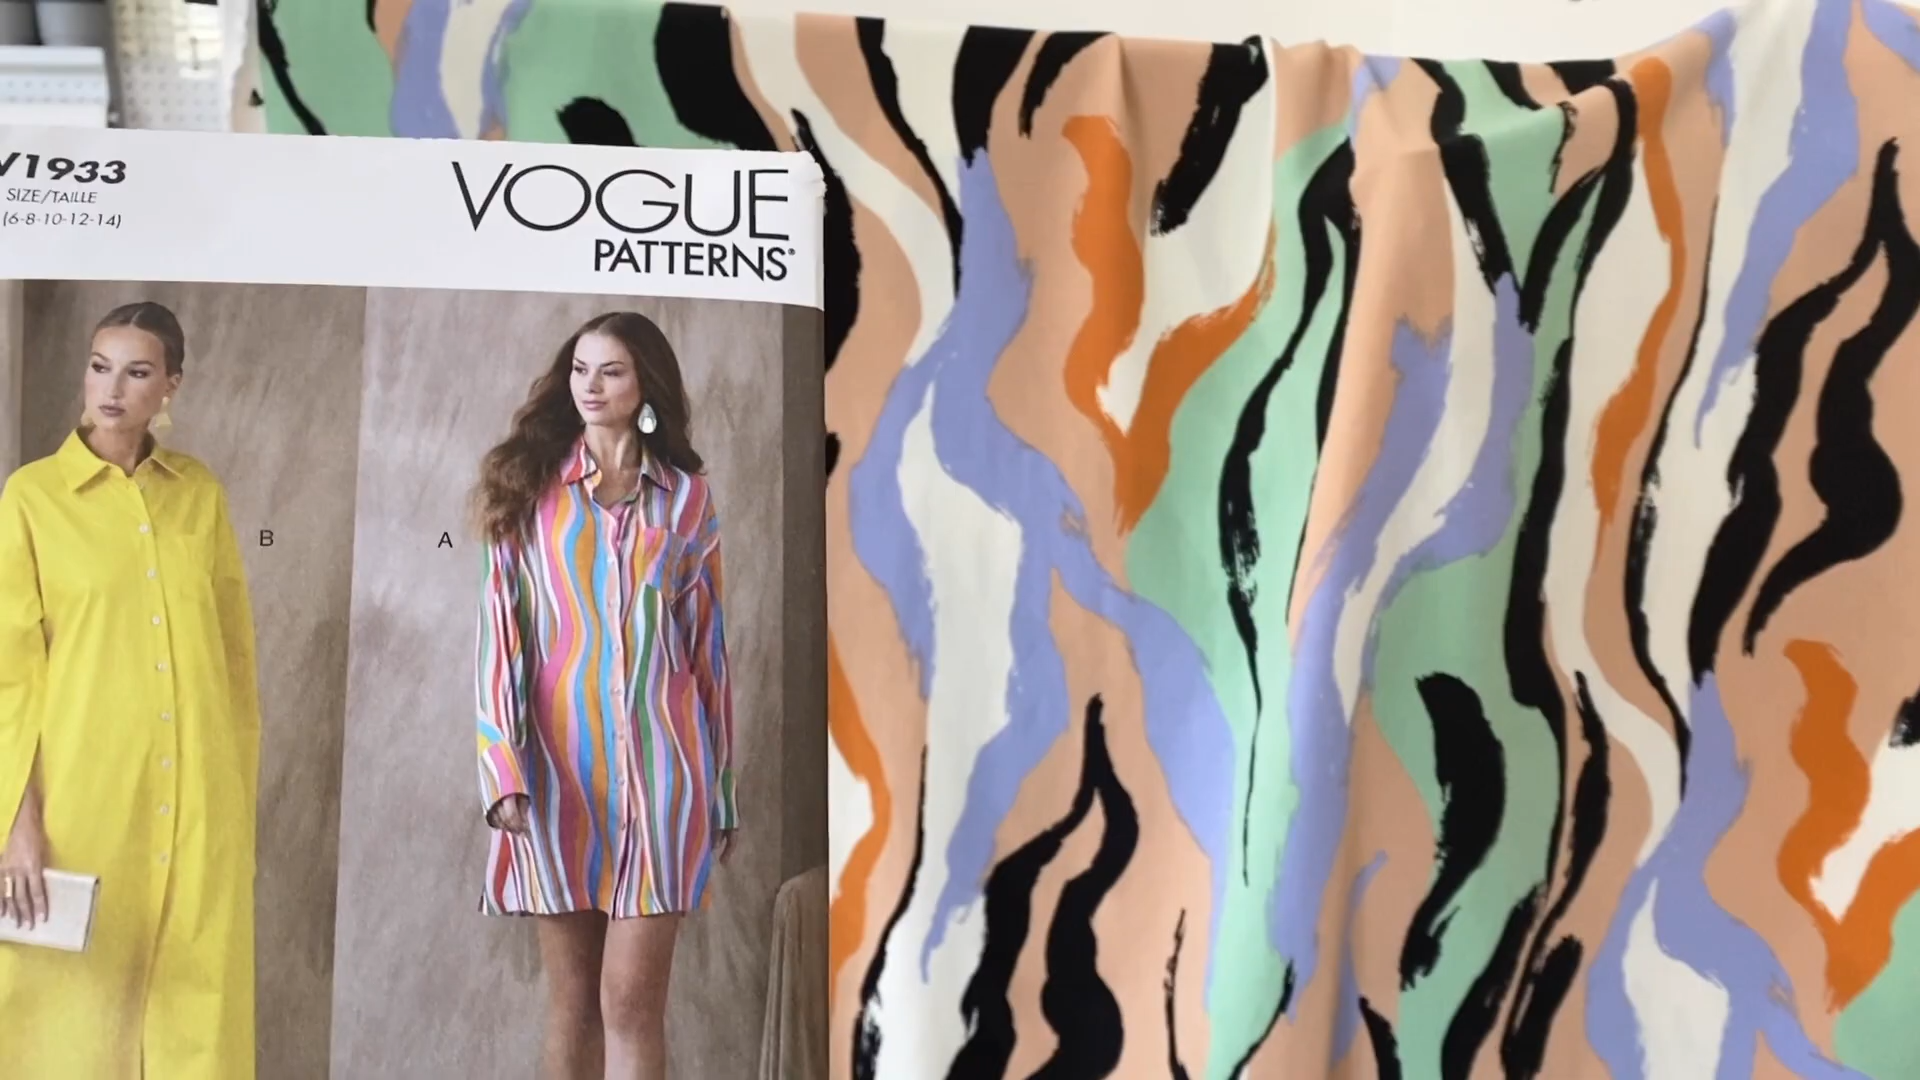 V1933
SIZE/TAILLE
(6-8-10-12-14)
VOGUE
PATTERNS®
B
A